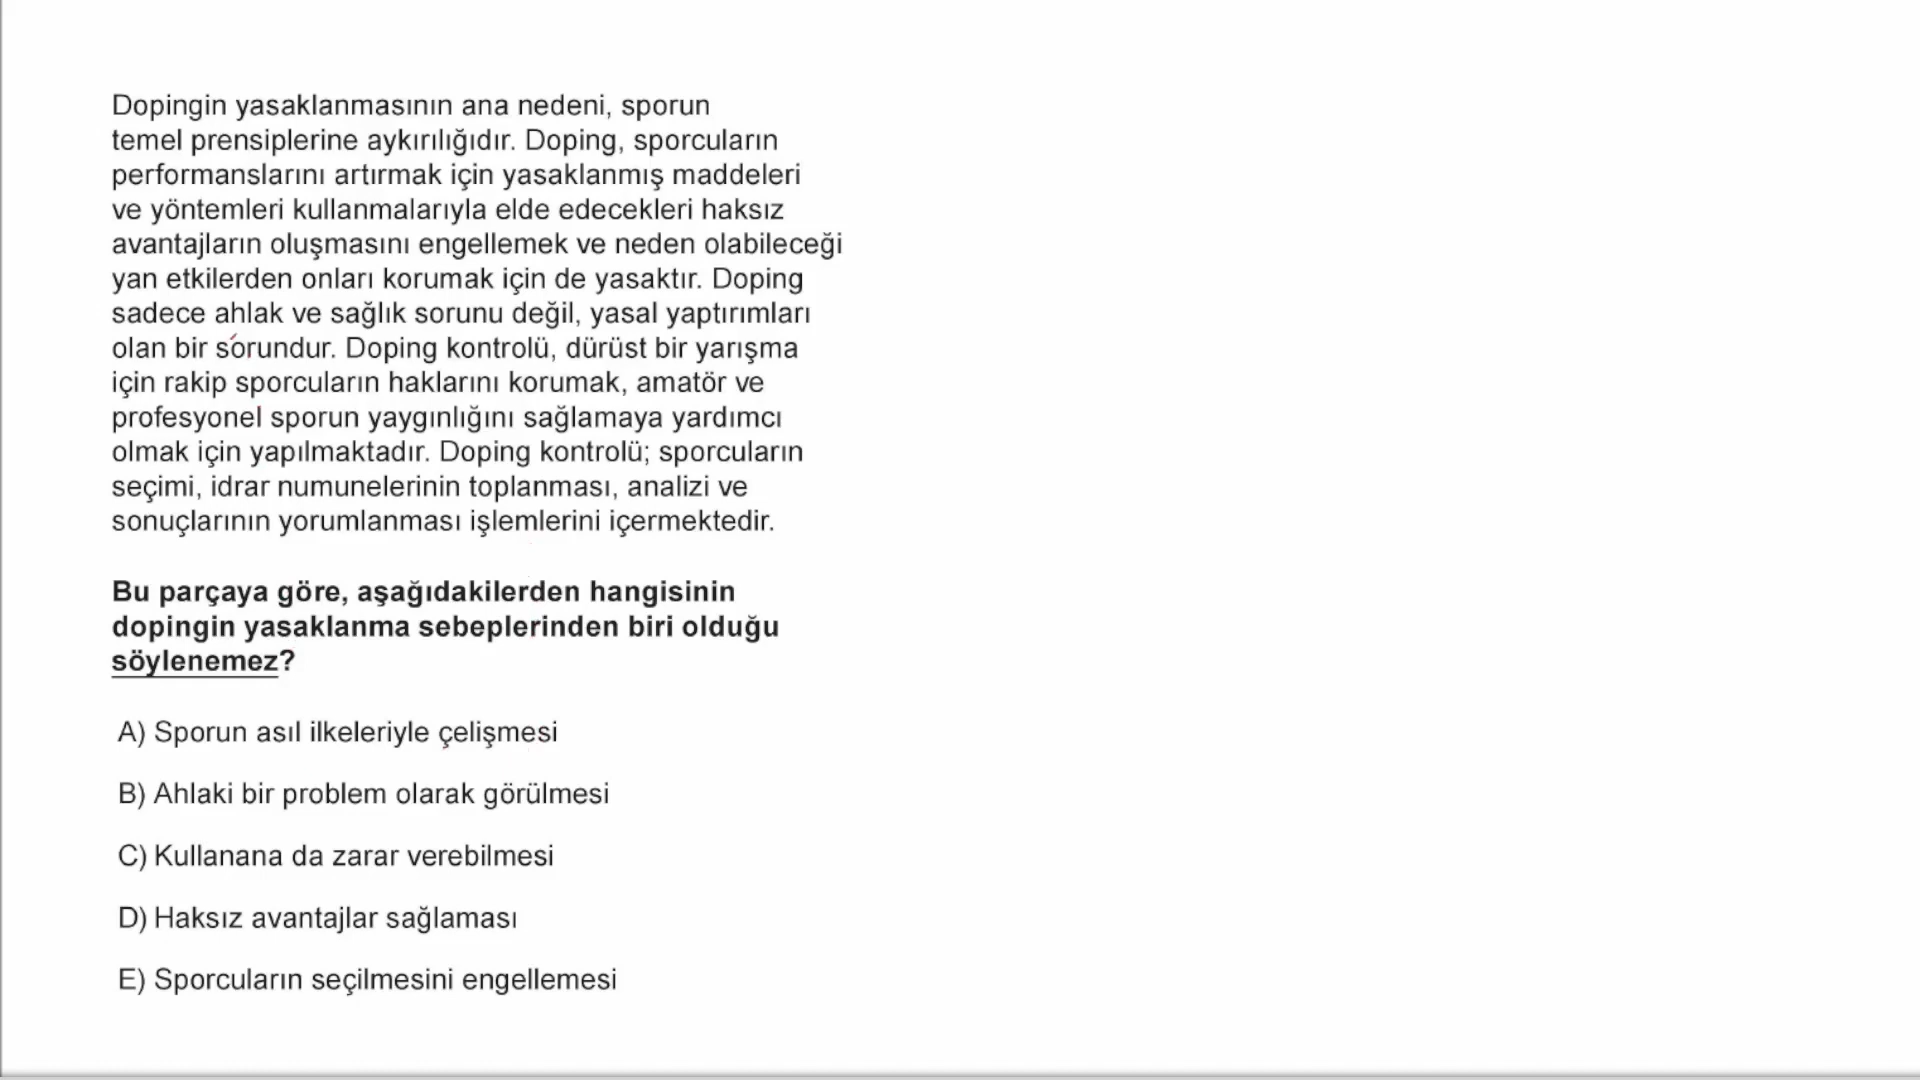 Dopingin yasaklanmasının ana nedeni, sporun
temel prensiplerine aykırılığıdır. Doping, sporcuların
performanslarını artırmak için yasaklanmış maddeleri
ve yöntemleri kullanmalarıyla elde edecekleri haksız
avantajların oluşmasını engellemek ve neden olabileceği
yan etkilerden onları korumak için de yasaktır. Doping
sadece ahlak ve sağlık sorunu değil, yasal yaptırımları
olan bir sorundur. Doping kontrolü, dürüst bir yarışma
için rakip sporcuların haklarını korumak, amatör ve
profesyonel sporun yaygınlığını sağlamaya yardımcı
olmak için yapılmaktadır. Doping kontrolü; sporcuların
seçimi, idrar numunelerinin toplanması, analizi ve
sonuçlarının yorumlanması işlemlerini içermektedir.
Bu parçaya göre, aşağıdakilerden hangisinin
dopingin yasaklanma sebeplerinden biri olduğu
söylenemez?
A) Sporun asıl ilkeleriyle çelişmesi
B) Ahlaki bir problem olarak görülmesi
C) Kullanana da zarar verebilmesi
D) Haksız avantajlar sağlaması
E) Sporcuların seçilmesini engellemesi